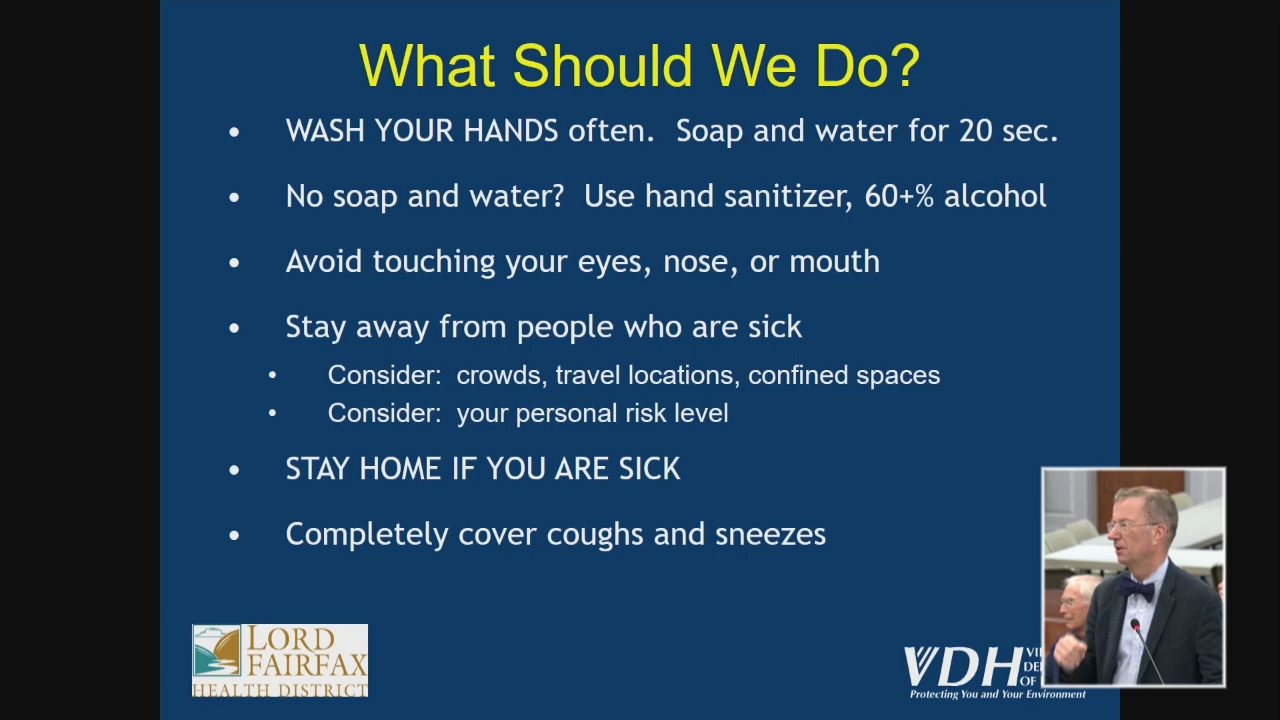 What Should We Do?
• WASH YOUR HANDS often. Soap and water for 20 sec.
• No soap and water? Use hand sanitizer, 60+% alcohol
• Avoid touching your eyes, nose, or mouth
• Stay away from people who are sick
• Consider: crowds, travel locations, confined spaces
• Consider: your personal risk level
• STAY HOME IF YOU ARE SICK
• Completely cover coughs and sneezes
LORD
FAIRFAX
HEALTH DISTRICT
VDH
OF
Protecting You and Your Environment